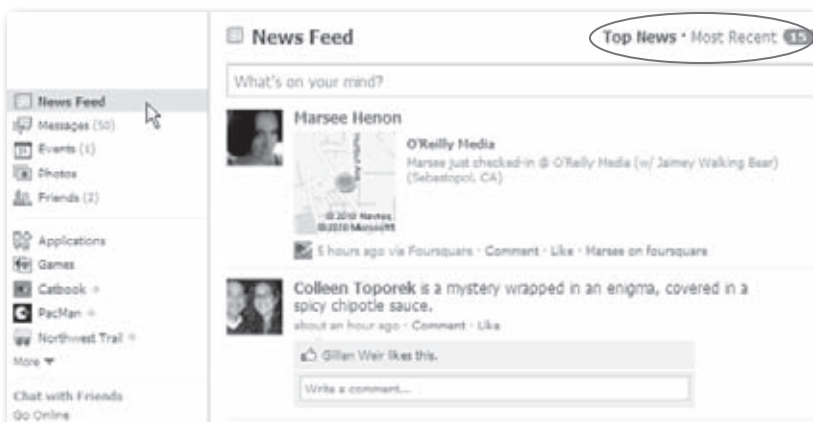 News Feed
Top News · Most Recent 15
What's on your mind?
News Feed
Messages (50)
Events (1)
Photos
Friends (2)
Applications
Games
Catbook
PacMan
Northwest Trail
More
Chat with Friends
Go Online
Marsee Henon
O'Reilly Media
Marsee just checked-in @ O'Reilly Media (w/ Jaimey Walking Bear)
(Sebastopol, CA)
© 2010 Navteq
©2010 Microsoft
5 hours ago via Foursquare · Comment · Like · Marsee on foursquare
Colleen Toporek is a mystery wrapped in an enigma, covered in a
spicy chipotle sauce.
about an hour ago · Comment · Like
Gillian Weir likes this.
Write a comment...